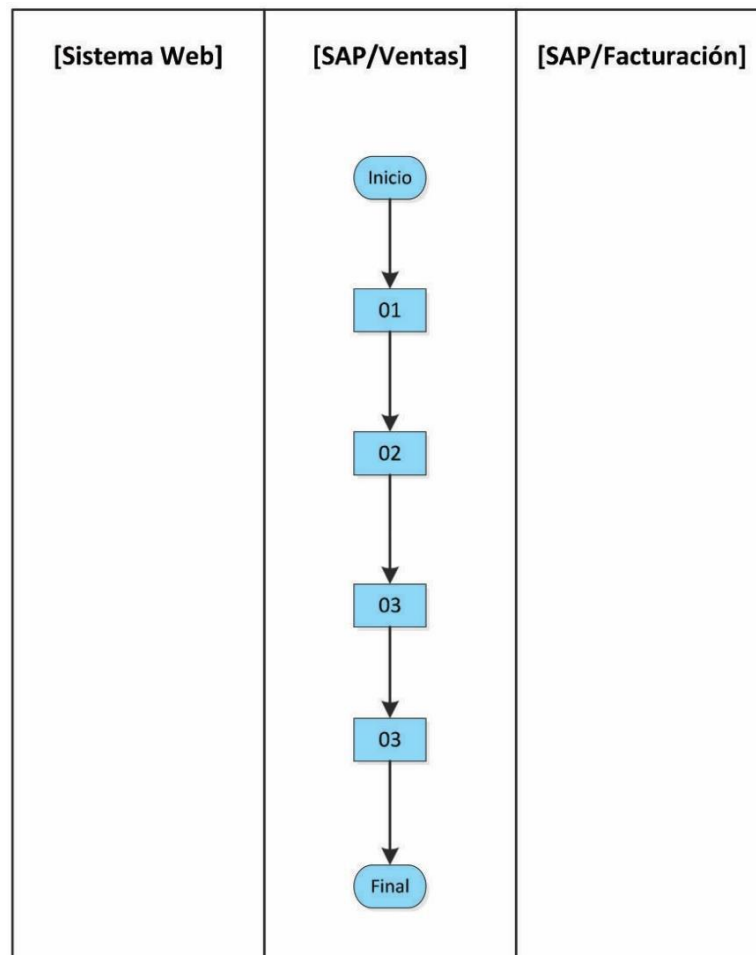 [Sistema Web]
[SAP/Ventas]
[SAP/Facturación]
Inicio
01
02
03
03
Final